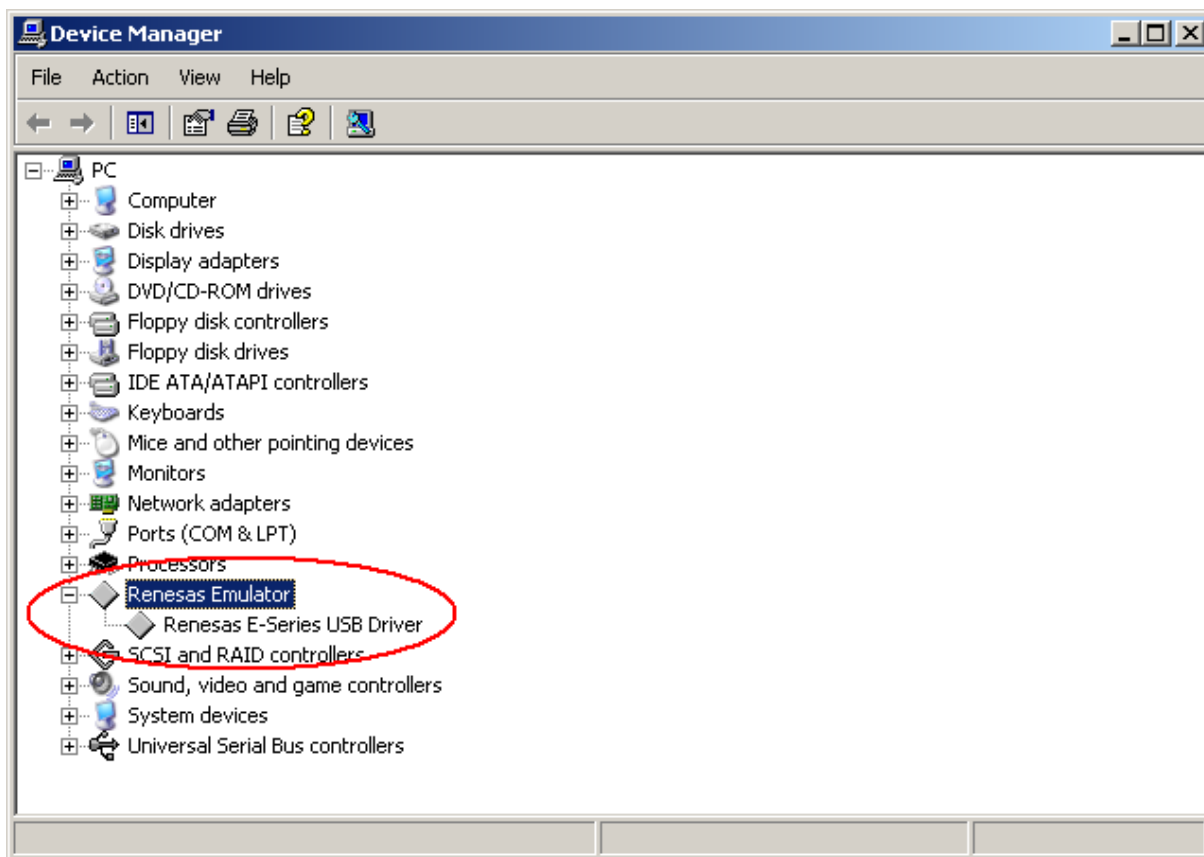 Device Manager
File Action View Help
PC
Computer
Disk drives
Display adapters
DVD/CD-ROM drives
Floppy disk controllers
Floppy disk drives
IDE ATA/ATAPI controllers
Keyboards
Mice and other pointing devices
Monitors
Network adapters
Ports (COM & LPT)
Processors
Renesas Emulator
Renesas E-Series USB Driver
SCSI and RAID controllers
Sound, video and game controllers
System devices
Universal Serial Bus controllers